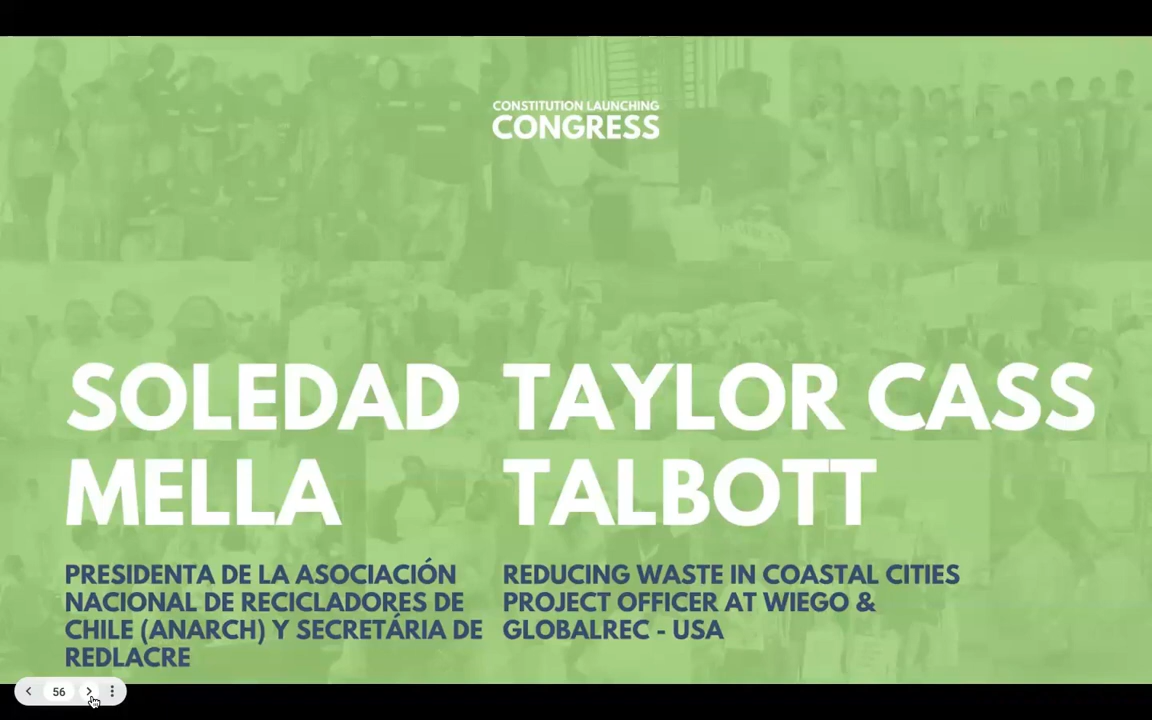 CONSTITUTION LAUNCHING
CONGRESS
SOLEDAD
MELLA
PRESIDENTA DE LA ASOCIACIÓN
NACIONAL DE RECICLADORES DE
CHILE (ANARCH) Y SECRETÁRIA DE
REDLACRE
TAYLOR CASS
TALBOTT
REDUCING WASTE IN COASTAL CITIES
PROJECT OFFICER AT WIEGO &
GLOBALREC - USA
56